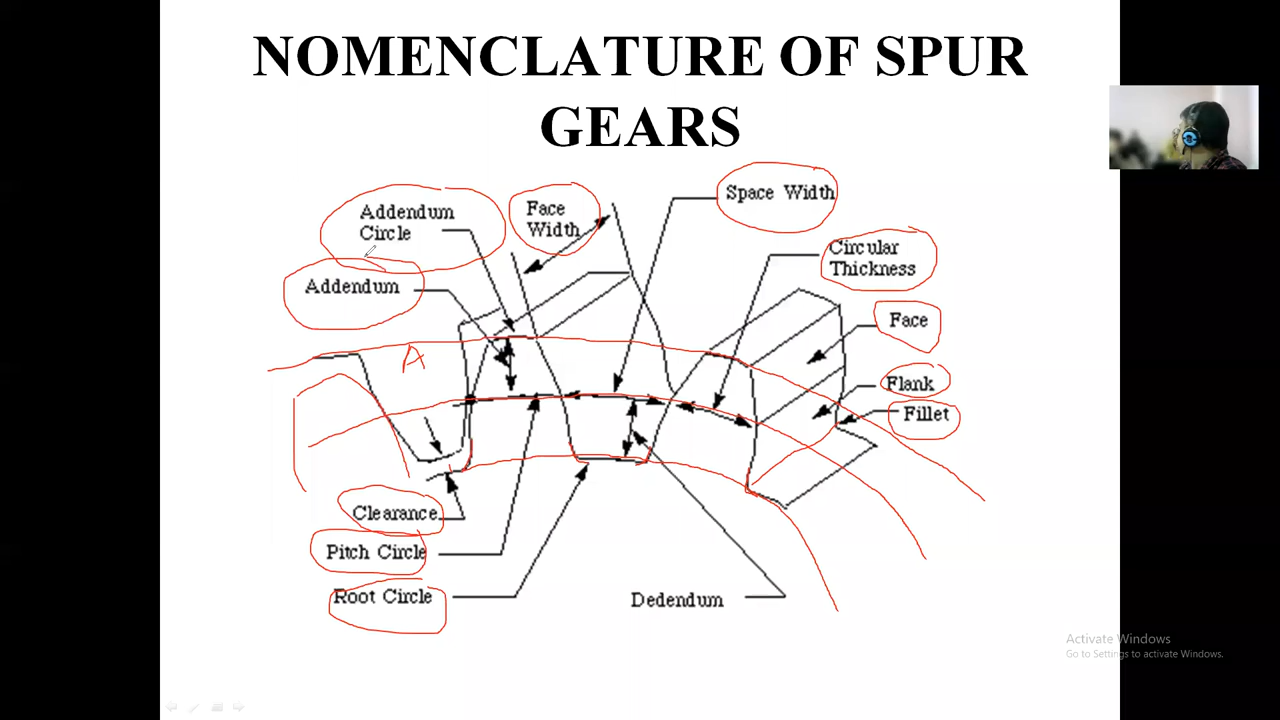 NOMENCLATURE OF SPUR
GEARS
Addendum
Circle
Face
Width
Space Width
Addendum
Circular
Thickness
Face
Flank
Fillet
A
Clearance
Pitch Circle
Root Circle
Dedendum
Activate Windows
Go to Settings to activate Windows.